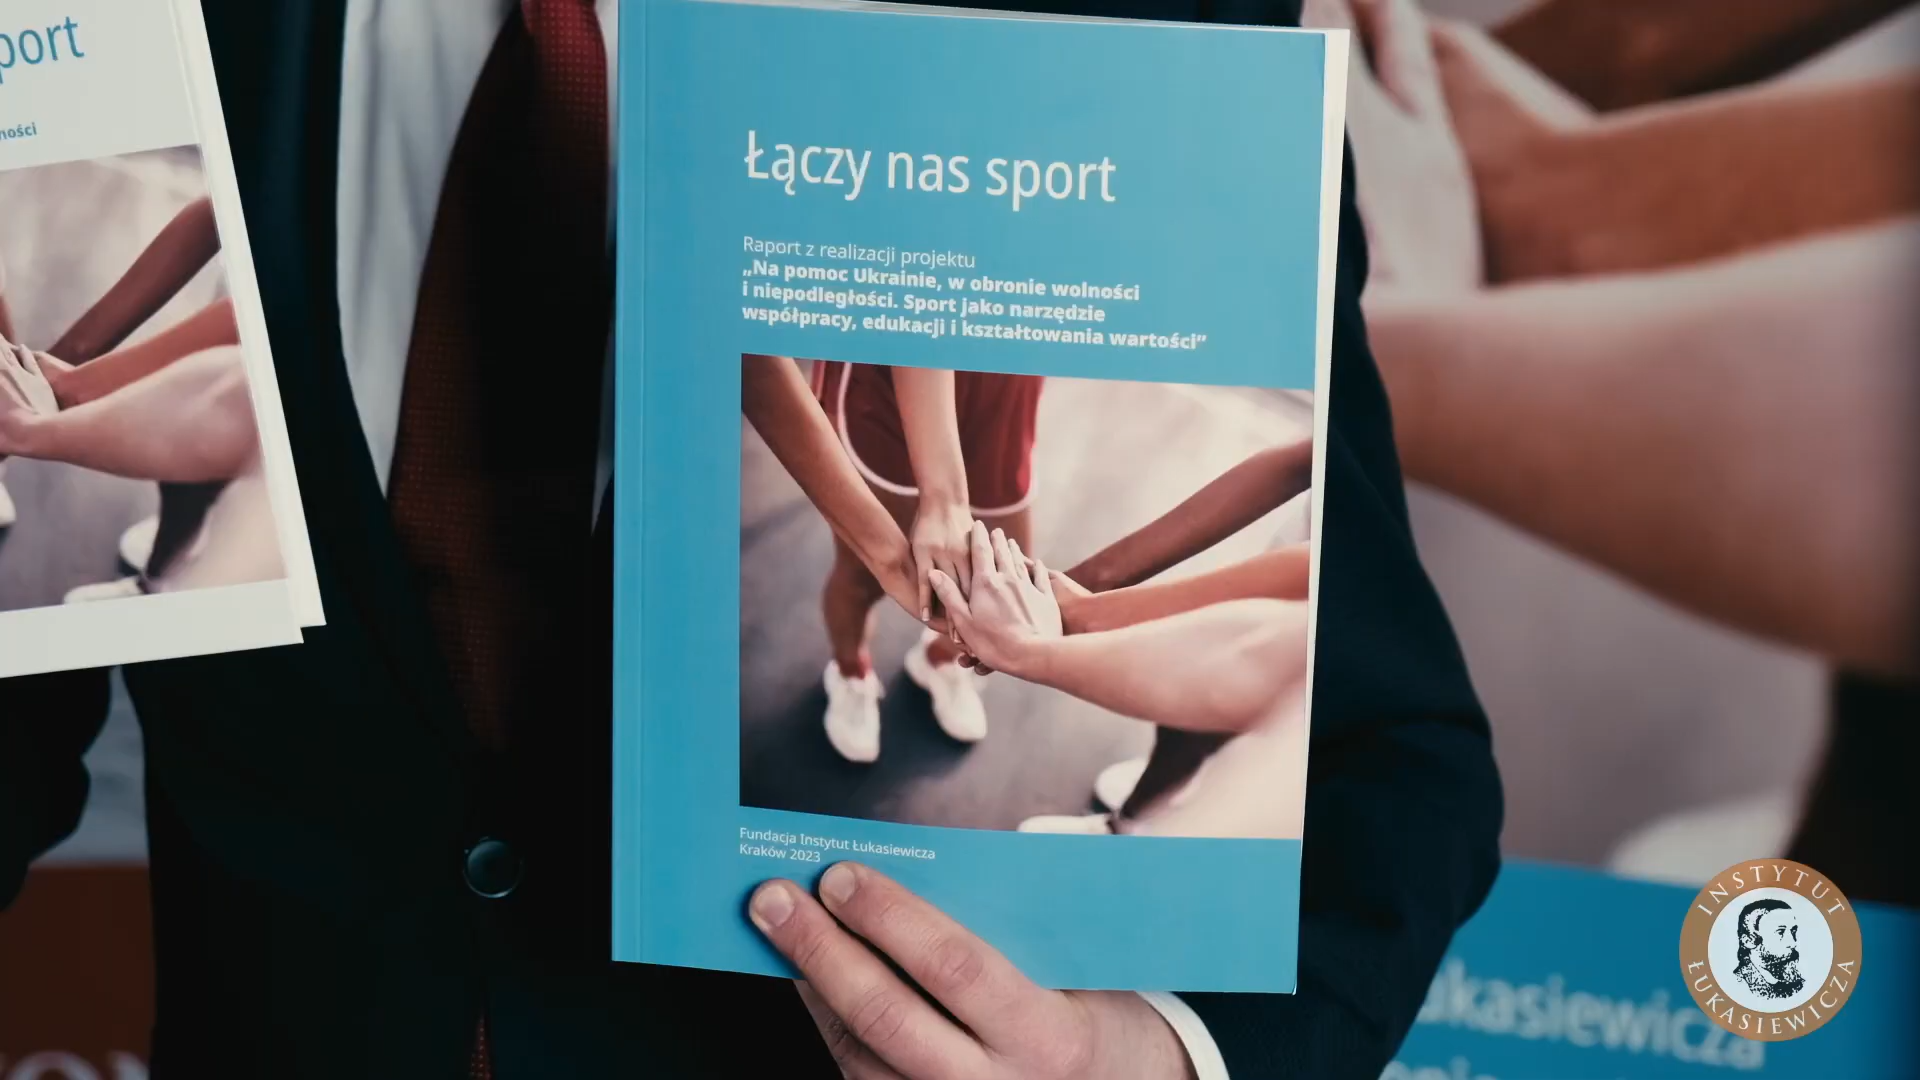 port
ności
Łączy nas sport
Raport z realizacji projektu
„Na pomoc Ukrainie, w obronie wolności
i niepodległości. Sport jako narzędzie
współpracy, edukacji i kształtowania wartości”
Fundacja Instytut Łukasiewicza
Kraków 2023
INSTYTUT
ŁUKASIEWICZA
ukasiewicza